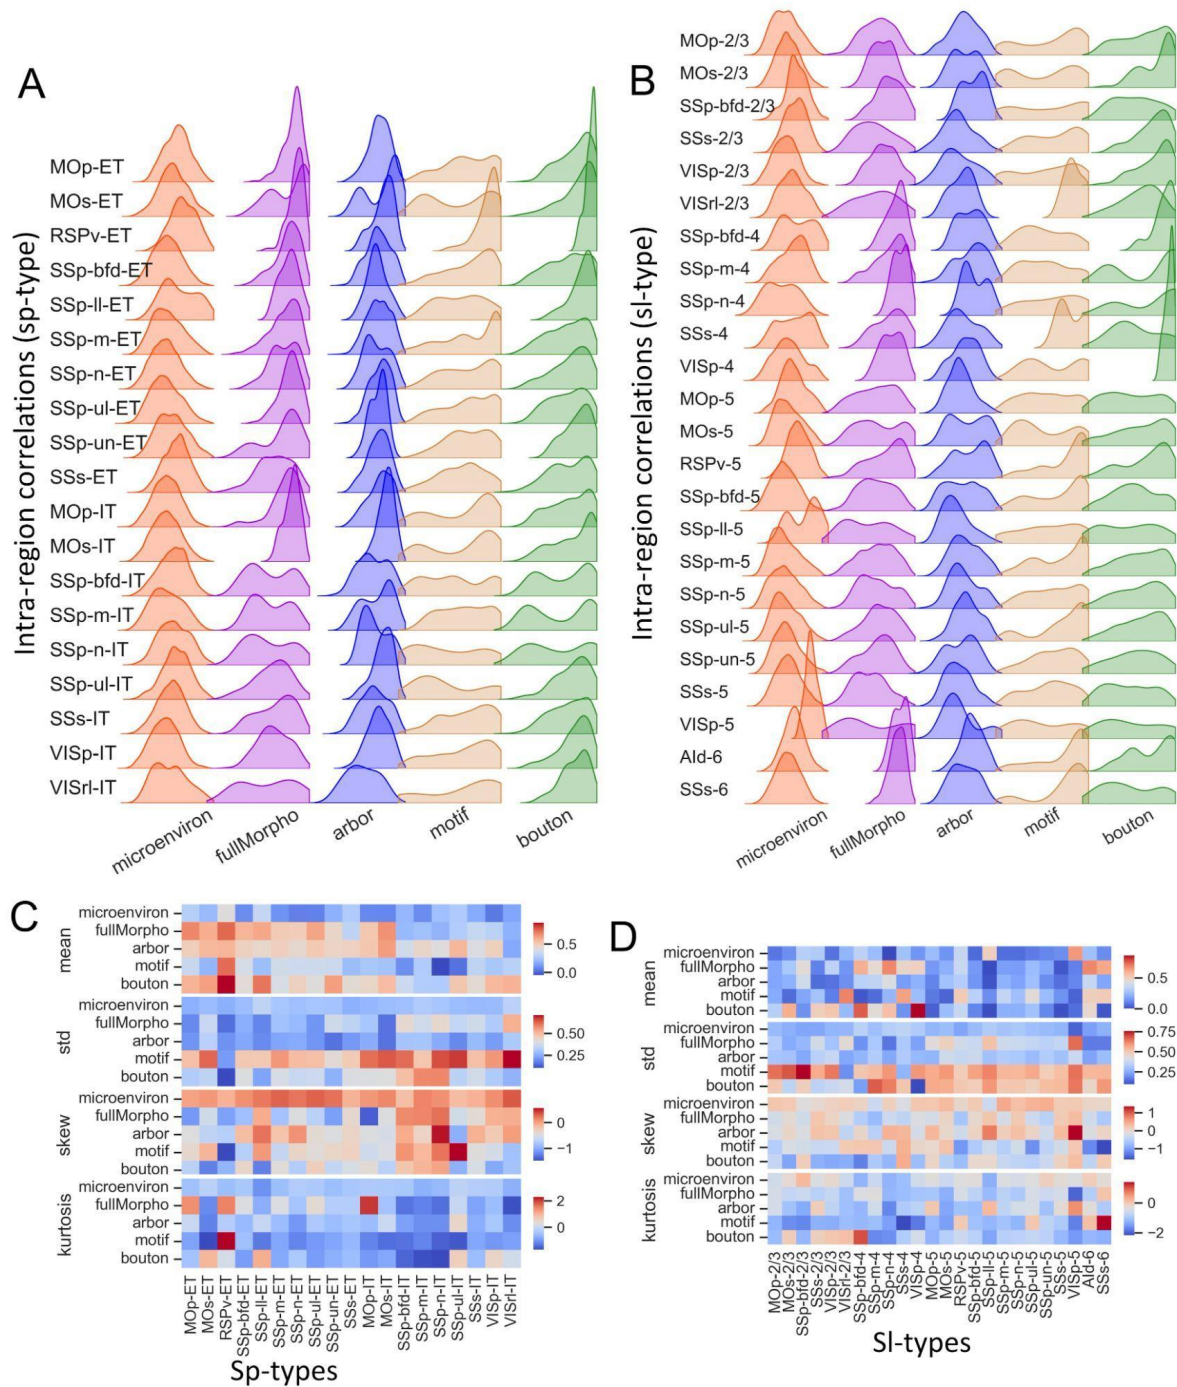 A
Intra-region correlations (sp-type)
MOp-ET
MOs-ET
RSPv-ET
SSp-bfd-ET
SSp-ll-ET
SSp-m-ET
SSp-n-ET
SSp-ul-ET
SSp-un-ET
SSs-ET
MOp-IT
MOs-IT
SSp-bfd-IT
SSp-m-IT
SSp-n-IT
SSp-ul-IT
SSs-IT
VISp-IT
VISrl-IT
microenviron
fullMorpho
arbor
motif
bouton
B
Intra-region correlations (sl-type)
MOp-2/3
MOs-2/3
SSp-bfd-2/3
SSs-2/3
VISp-2/3
VISrl-2/3
SSp-bfd-4
SSp-m-4
SSp-n-4
SSs-4
VISp-4
MOp-5
MOs-5
RSPv-5
SSp-bfd-5
SSp-ll-5
SSp-m-5
SSp-n-5
SSp-ul-5
SSp-un-5
SSs-5
VISp-5
AId-6
SSs-6
microenviron
fullMorpho
arbor
motif
bouton
C
mean
microenviron
fullMorpho
arbor
motif
bouton
0.5
0.0
std
microenviron
fullMorpho
arbor
motif
bouton
0.50
0.25
skew
microenviron
fullMorpho
arbor
motif
bouton
0
−1
kurtosis
microenviron
fullMorpho
arbor
motif
bouton
2
0
MOp-ET
MOs-ET
RSPv-ET
SSp-bfd-ET
SSp-ll-ET
SSp-m-ET
SSp-n-ET
SSp-ul-ET
SSp-un-ET
SSs-ET
MOp-IT
MOs-IT
SSp-bfd-IT
SSp-m-IT
SSp-n-IT
SSp-ul-IT
SSs-IT
VISp-IT
VISrl-IT
Sp-types
D
mean
microenviron
fullMorpho
arbor
motif
bouton
0.5
0.0
std
microenviron
fullMorpho
arbor
motif
bouton
0.75
0.50
0.25
skew
microenviron
fullMorpho
arbor
motif
bouton
1
0
−1
kurtosis
microenviron
fullMorpho
arbor
motif
bouton
0
−2
MOp-2/3
MOs-2/3
SSp-bfd-2/3
SSs-2/3
VISp-2/3
VISrl-2/3
SSp-bfd-4
SSp-m-4
SSp-n-4
SSs-4
VISp-4
MOp-5
MOs-5
RSPv-5
SSp-bfd-5
SSp-ll-5
SSp-m-5
SSp-n-5
SSp-ul-5
SSp-un-5
SSs-5
VISp-5
AId-6
SSs-6
Sl-types